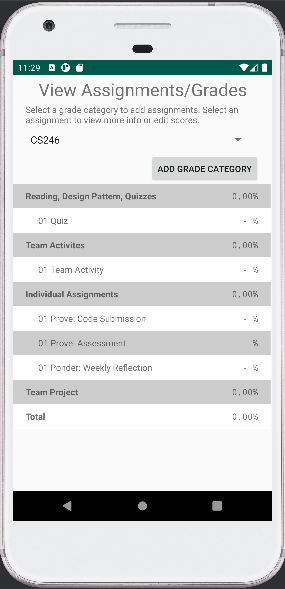 11:29
View Assignments/Grades
Select a grade category to add assignments. Select an
assignment to view more info or edit scores.
CS246
ADD GRADE CATEGORY
Reading, Design Pattern, Quizzes 0.00%
01 Quiz - %
Team Activites 0.00%
01 Team Activity - %
Individual Assignments 0.00%
01 Prove: Code Submission - %
01 Prove: Assessment - %
01 Ponder: Weekly Reflection - %
Team Project 0.00%
Total 0.00%